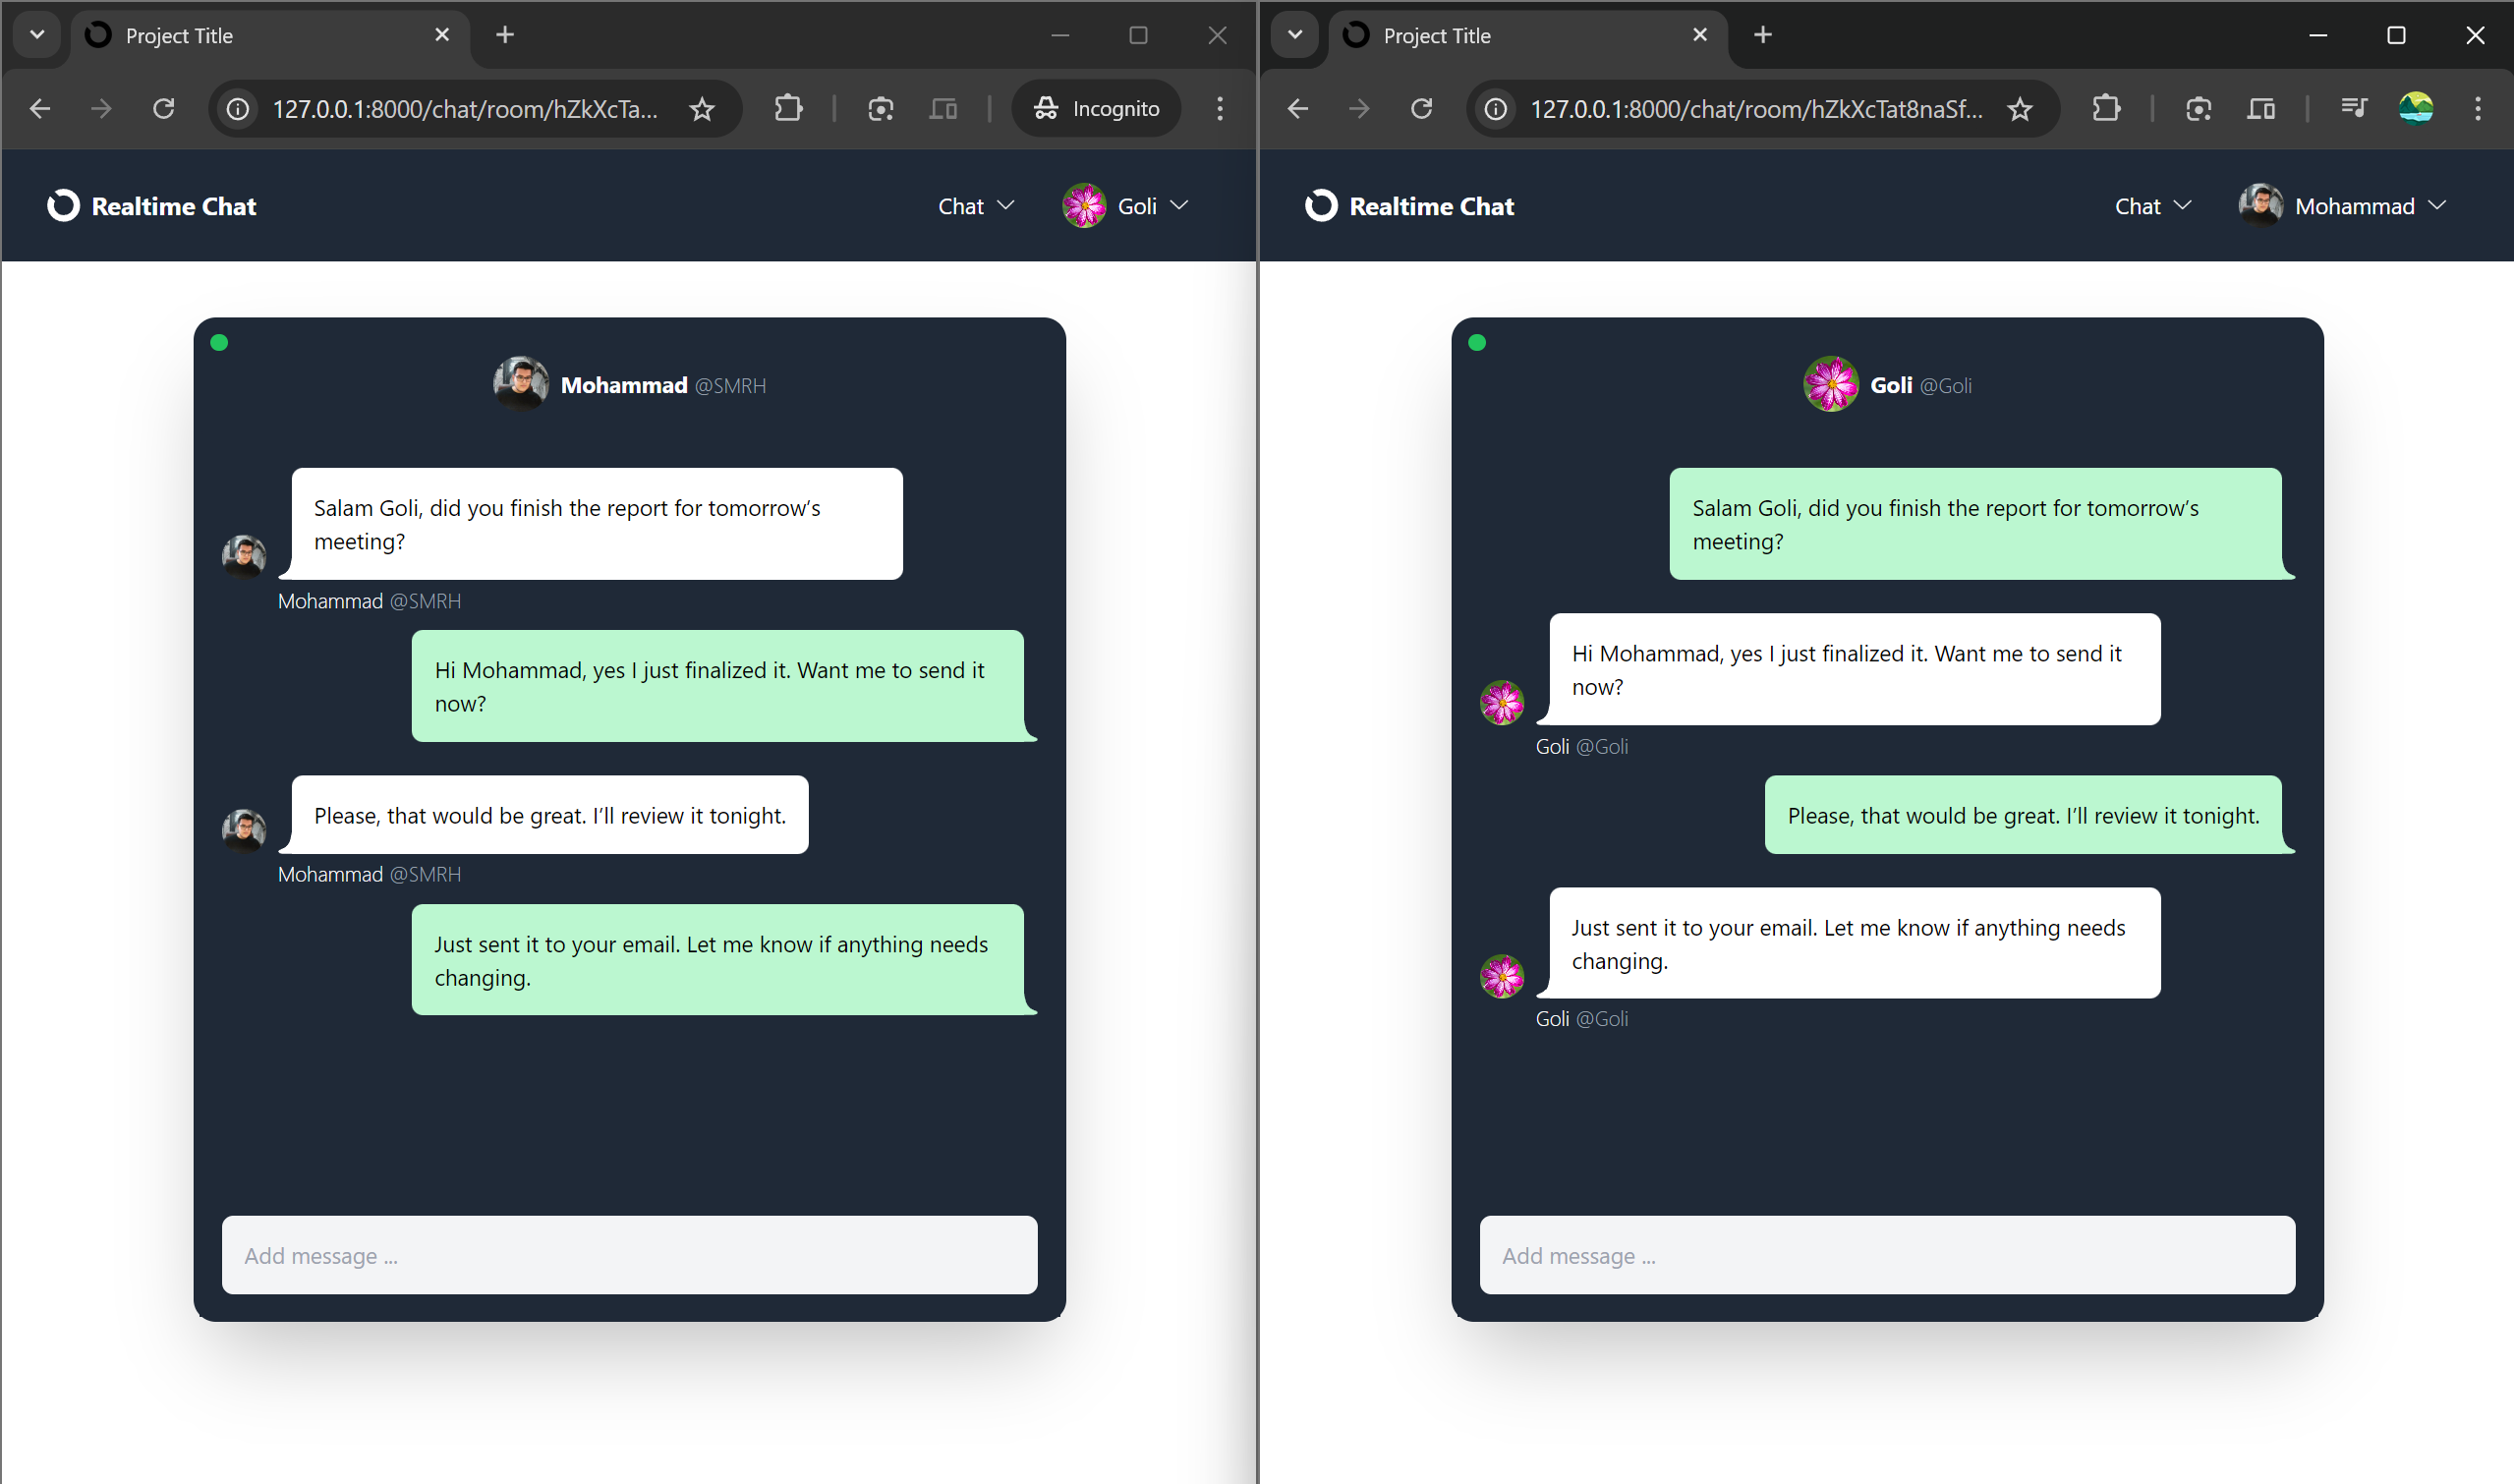 Project Title
127.0.0.1:8000/chat/room/hZkXcTa...
Incognito
Realtime Chat
Chat
Goli
Mohammad @SMRH
Salam Goli, did you finish the report for tomorrow’s
meeting?
Mohammad @SMRH
Hi Mohammad, yes I just finalized it. Want me to send it
now?
Please, that would be great. I’ll review it tonight.
Mohammad @SMRH
Just sent it to your email. Let me know if anything needs
changing.
Add message ...
Project Title
127.0.0.1:8000/chat/room/hZkXcTat8naSf...
Realtime Chat
Chat
Mohammad
Goli @Goli
Salam Goli, did you finish the report for tomorrow’s
meeting?
Hi Mohammad, yes I just finalized it. Want me to send it
now?
Goli @Goli
Please, that would be great. I’ll review it tonight.
Just sent it to your email. Let me know if anything needs
changing.
Goli @Goli
Add message ...